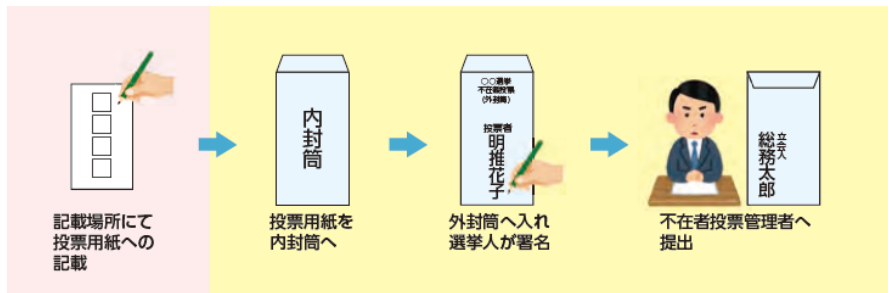 記載場所にて
投票用紙への
記載
内封筒
投票用紙を
内封筒へ
○○選挙
不在者投票
(外封筒)
投票者
明推花子
外封筒へ入れ
選挙人が署名
立会人
総務太郎
不在者投票管理者へ
提出